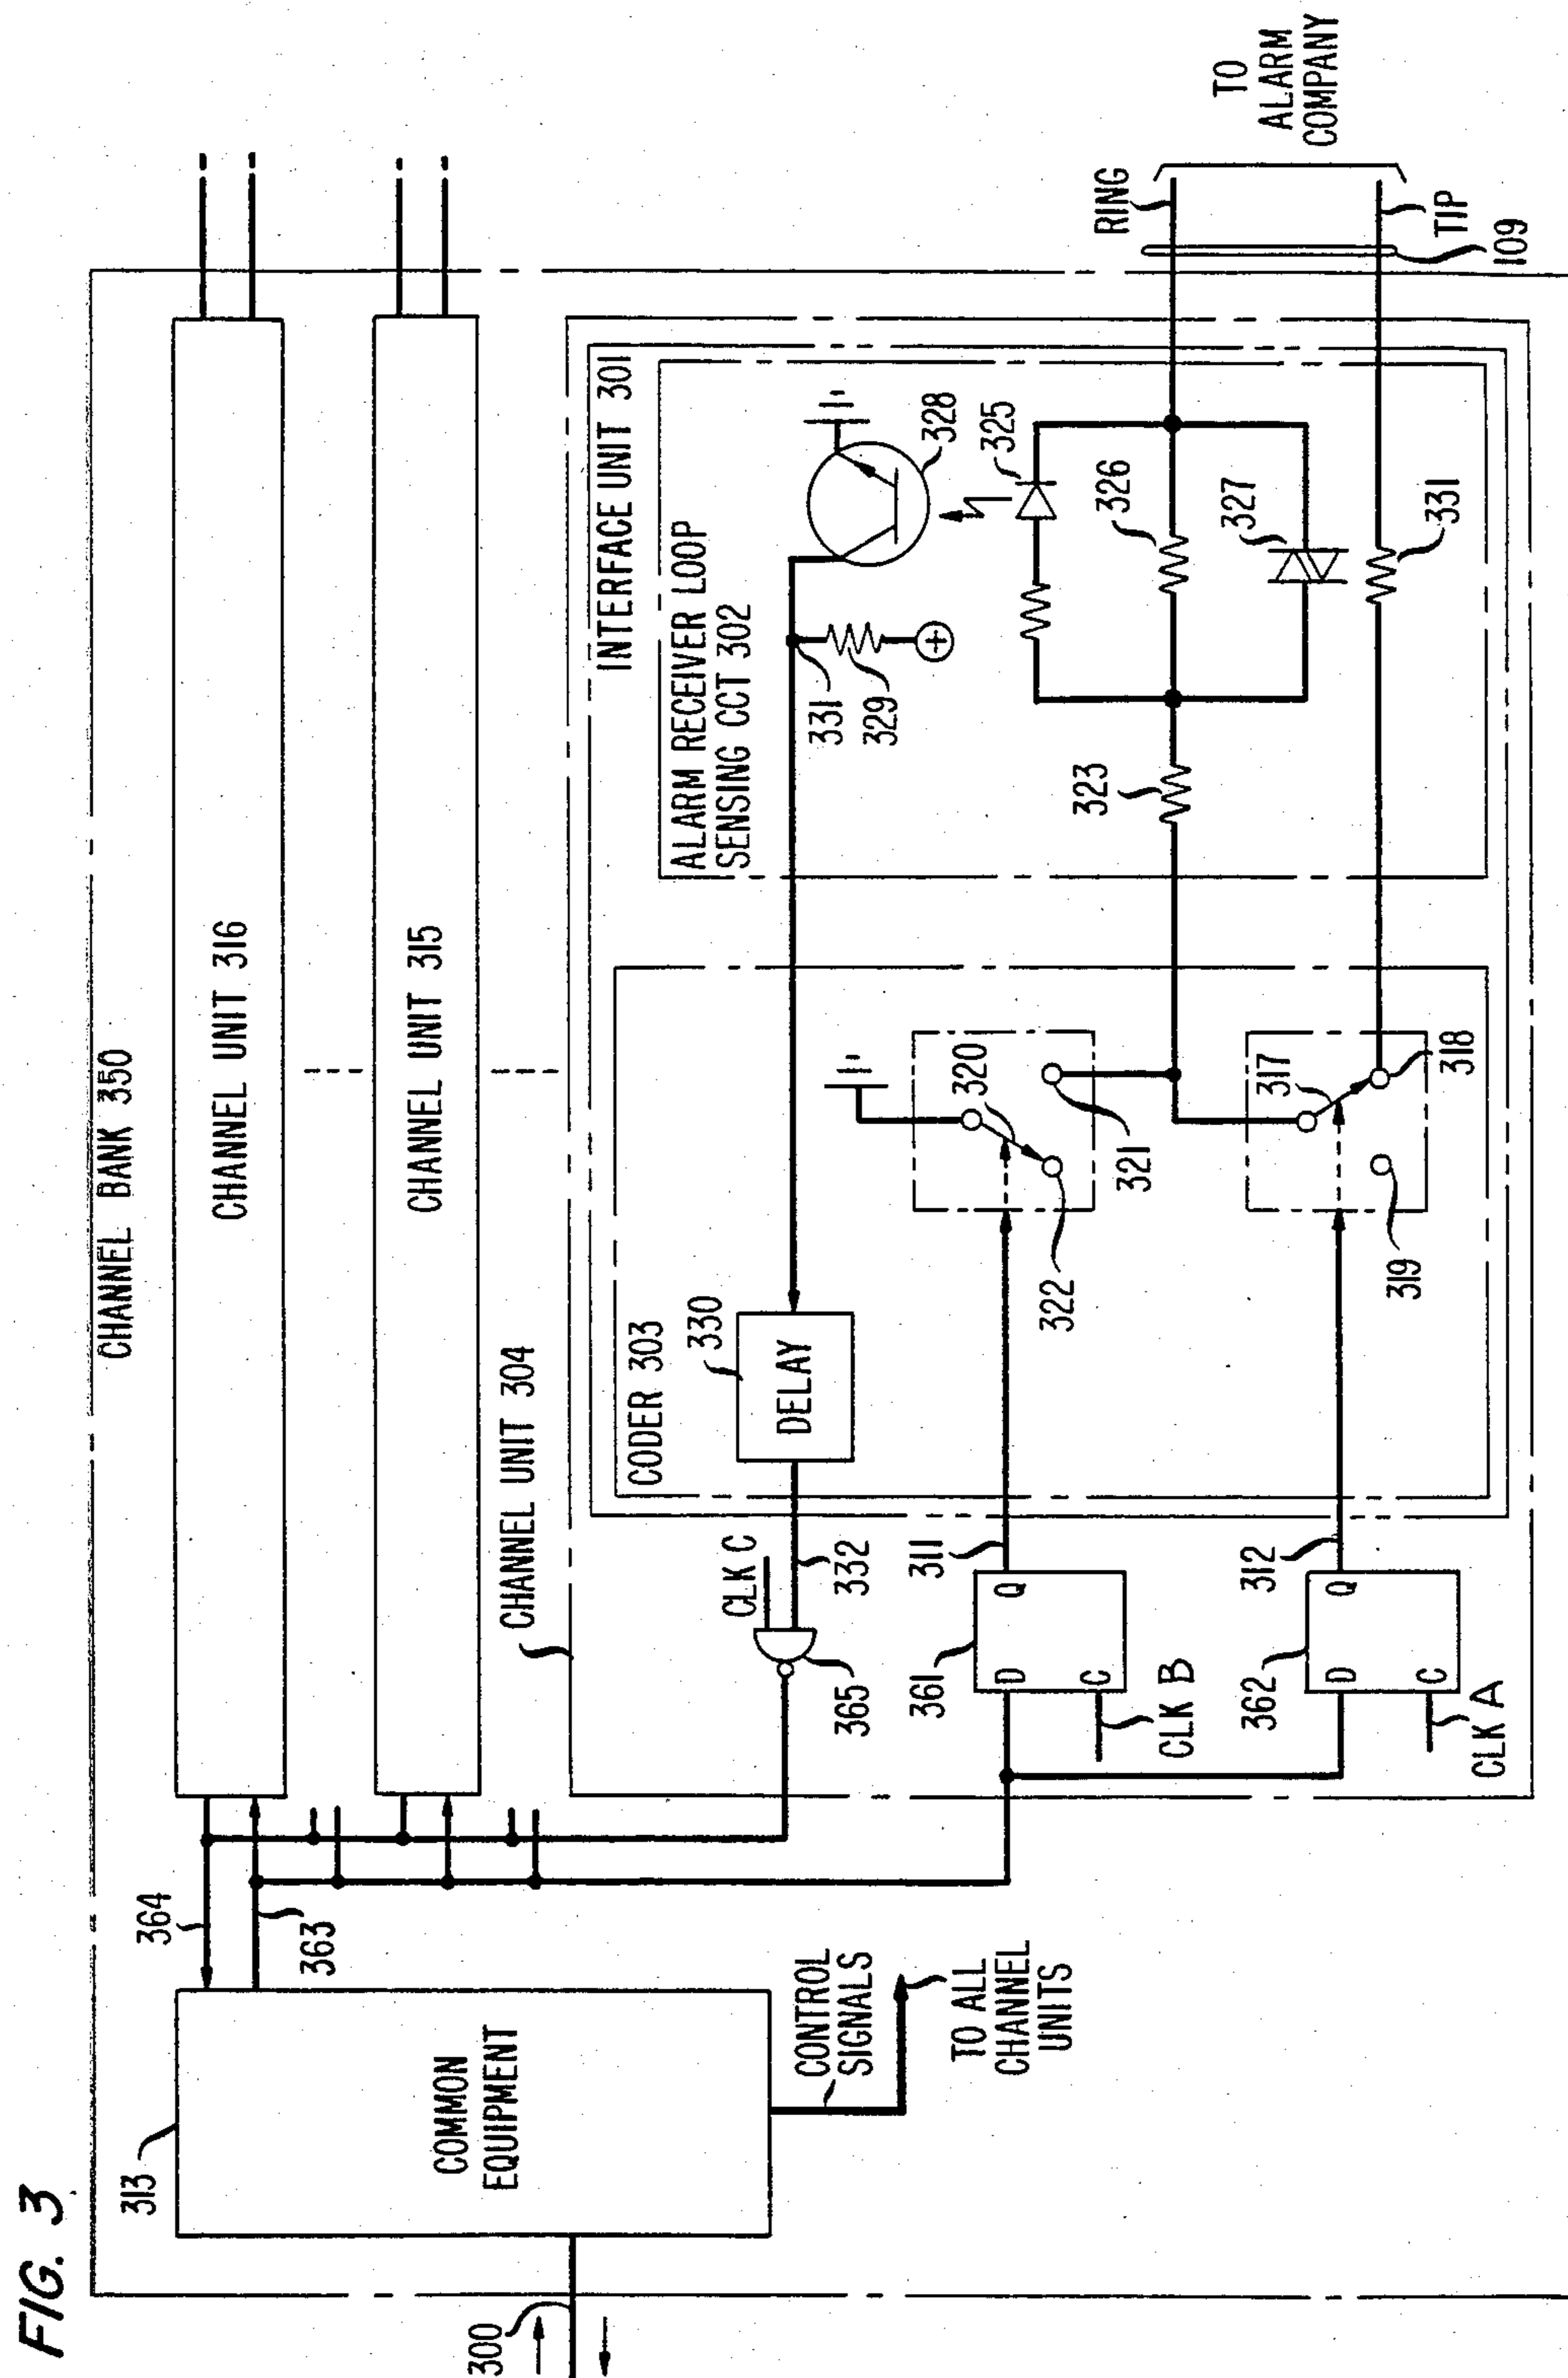 FIG. 3
CHANNEL BANK 350
CHANNEL UNIT 316
CHANNEL UNIT 315
CHANNEL UNIT 304
INTERFACE UNIT 301
ALARM RECEIVER LOOP
SENSING CCT 302
CODER 303
313
COMMON
EQUIPMENT
300
364
363
CONTROL
SIGNALS
TO ALL
CHANNEL
UNITS
CLK C
332
365
330
DELAY
331
329
328
325
326
327
323
331
361
D
Q
C
CLK B
311
320
321
322
362
D
Q
C
CLK A
312
317
318
319
RING
TIP
109
TO
ALARM
COMPANY